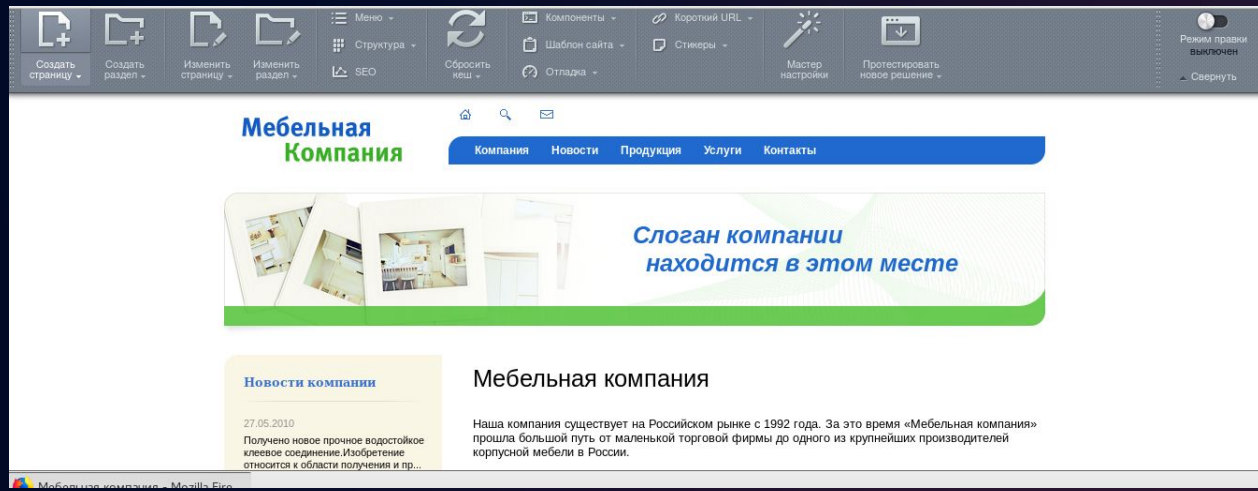 Создать страницу
Создать раздел
Изменить страницу
Изменить раздел
Меню
Структура
SEO
Сбросить кеш
Компоненты
Шаблон сайта
Отладка
Короткий URL
Стикеры
Мастер настройки
Протестировать новое решение
Режим правки
выключен
Свернуть
Мебельная
Компания
Компания Новости Продукция Услуги Контакты
Слоган компании
находится в этом месте
Новости компании
27.05.2010
Получено новое прочное водостойкое
клеевое соединение.Изобретение
относится к области получения и пр...
Мебельная компания
Наша компания существует на Российском рынке с 1992 года. За это время «Мебельная компания»
прошла большой путь от маленькой торговой фирмы до одного из крупнейших производителей
корпусной мебели в России.
Мебельная компания - Mozilla Fire